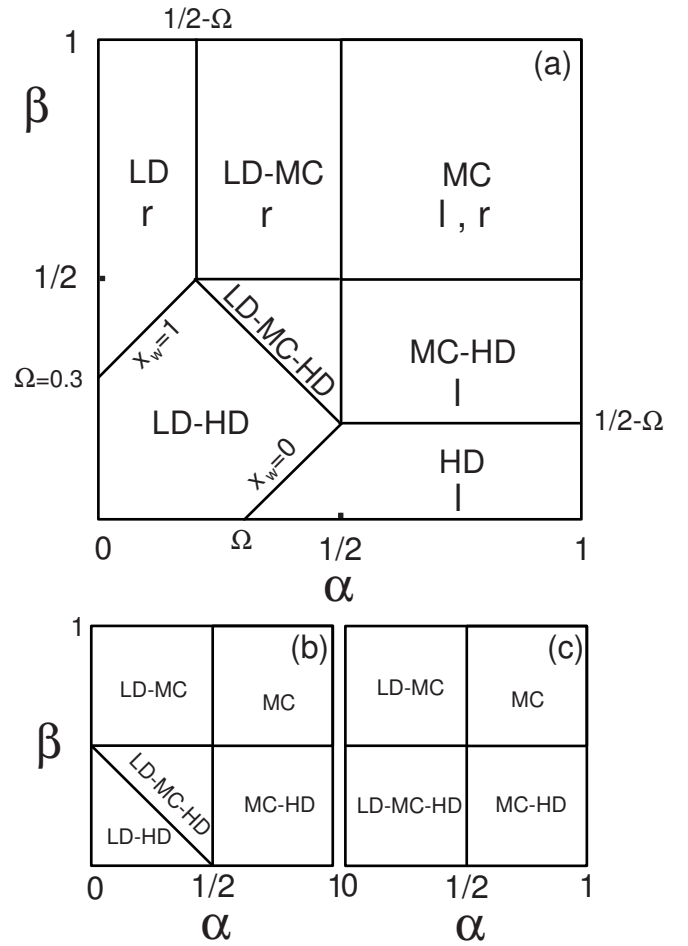 1/2-Ω
1
(a)
β
LD
r
LD-MC
r
MC
l , r
1/2
LD-MC-HD
x_w=1
MC-HD
l
Ω=0.3
LD-HD
1/2-Ω
x_w=0
HD
l
0
Ω
1/2
1
α
1
(b)
(c)
LD-MC
MC
LD-MC
MC
β
LD-MC-HD
LD-HD
MC-HD
LD-MC-HD
MC-HD
0
1/2
1
0
1/2
1
α
α